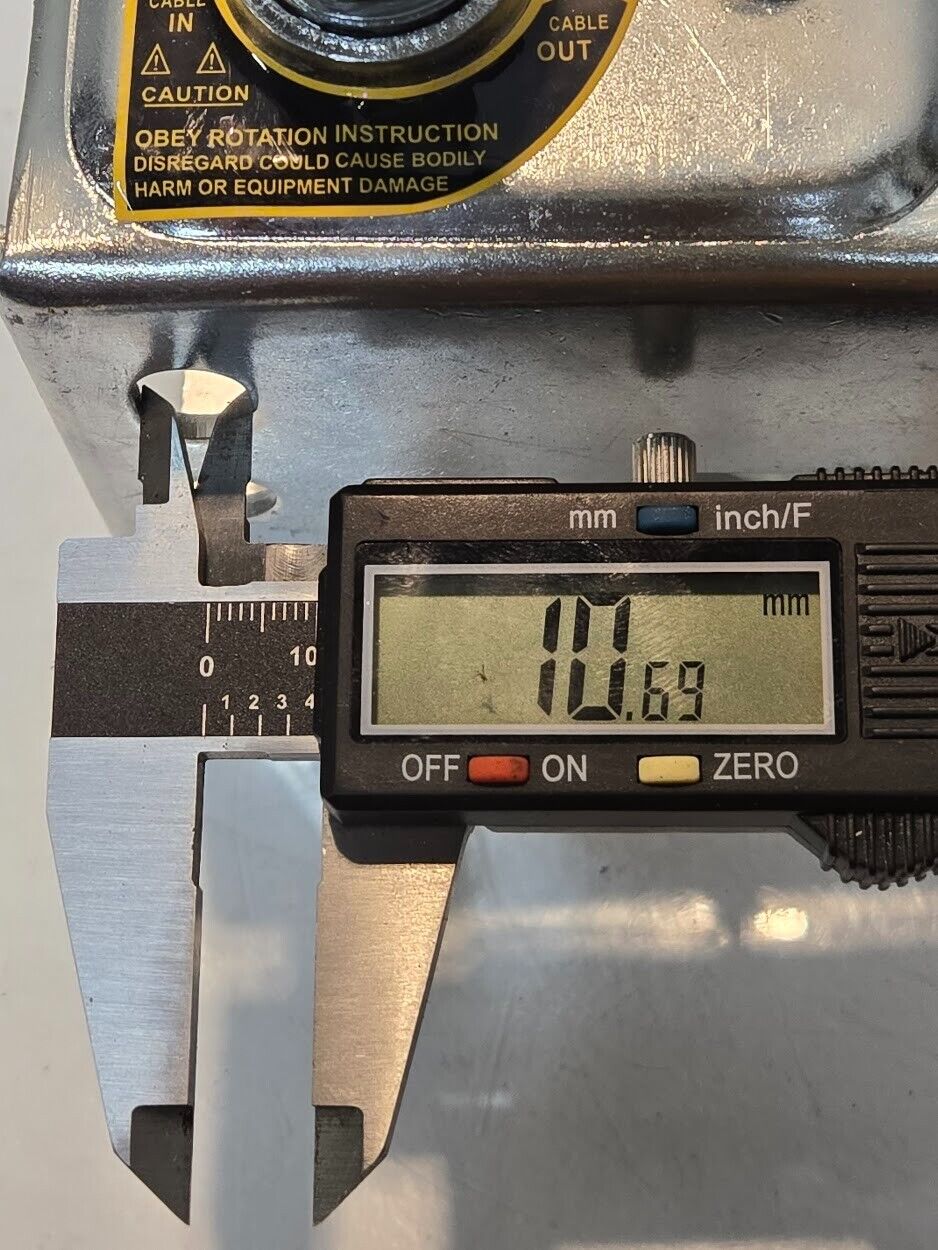 CABLE
IN
CABLE
OUT
CAUTION
OBEY ROTATION INSTRUCTION
DISREGARD COULD CAUSE BODILY
HARM OR EQUIPMENT DAMAGE
mm inch/F
mm
10.69
0 10
1 2 3 4
OFF ON ZERO